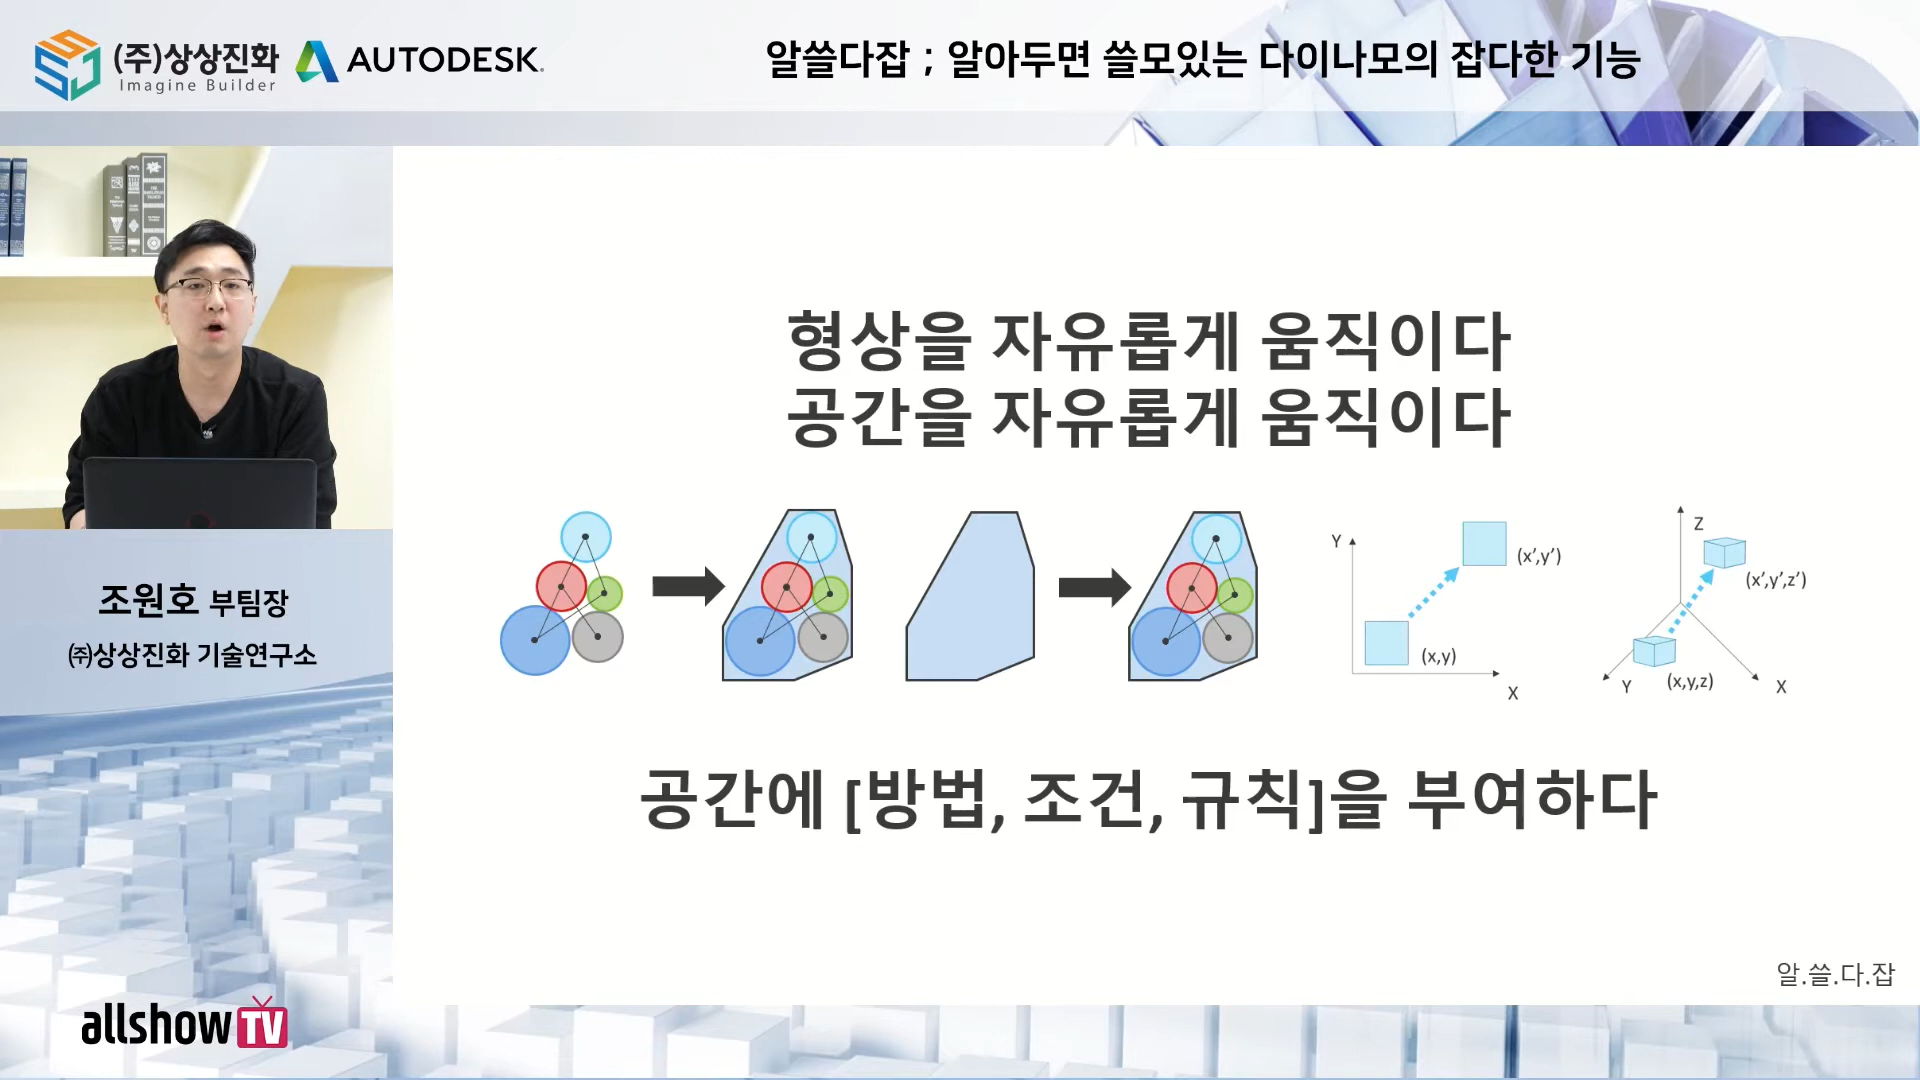 (주)상상진화
Imagine Builder
AUTODESK.
알쓸다잡 ; 알아두면 쓸모있는 다이나모의 잡다한 기능
조원호 부팀장
㈜상상진화 기술연구소
allshow TV
형상을 자유롭게 움직이다
공간을 자유롭게 움직이다
Y
(x',y')
(x,y)
X
Z
(x',y',z')
Y
(x,y,z)
X
공간에 [방법, 조건, 규칙]을 부여하다
알.쓸.다.잡